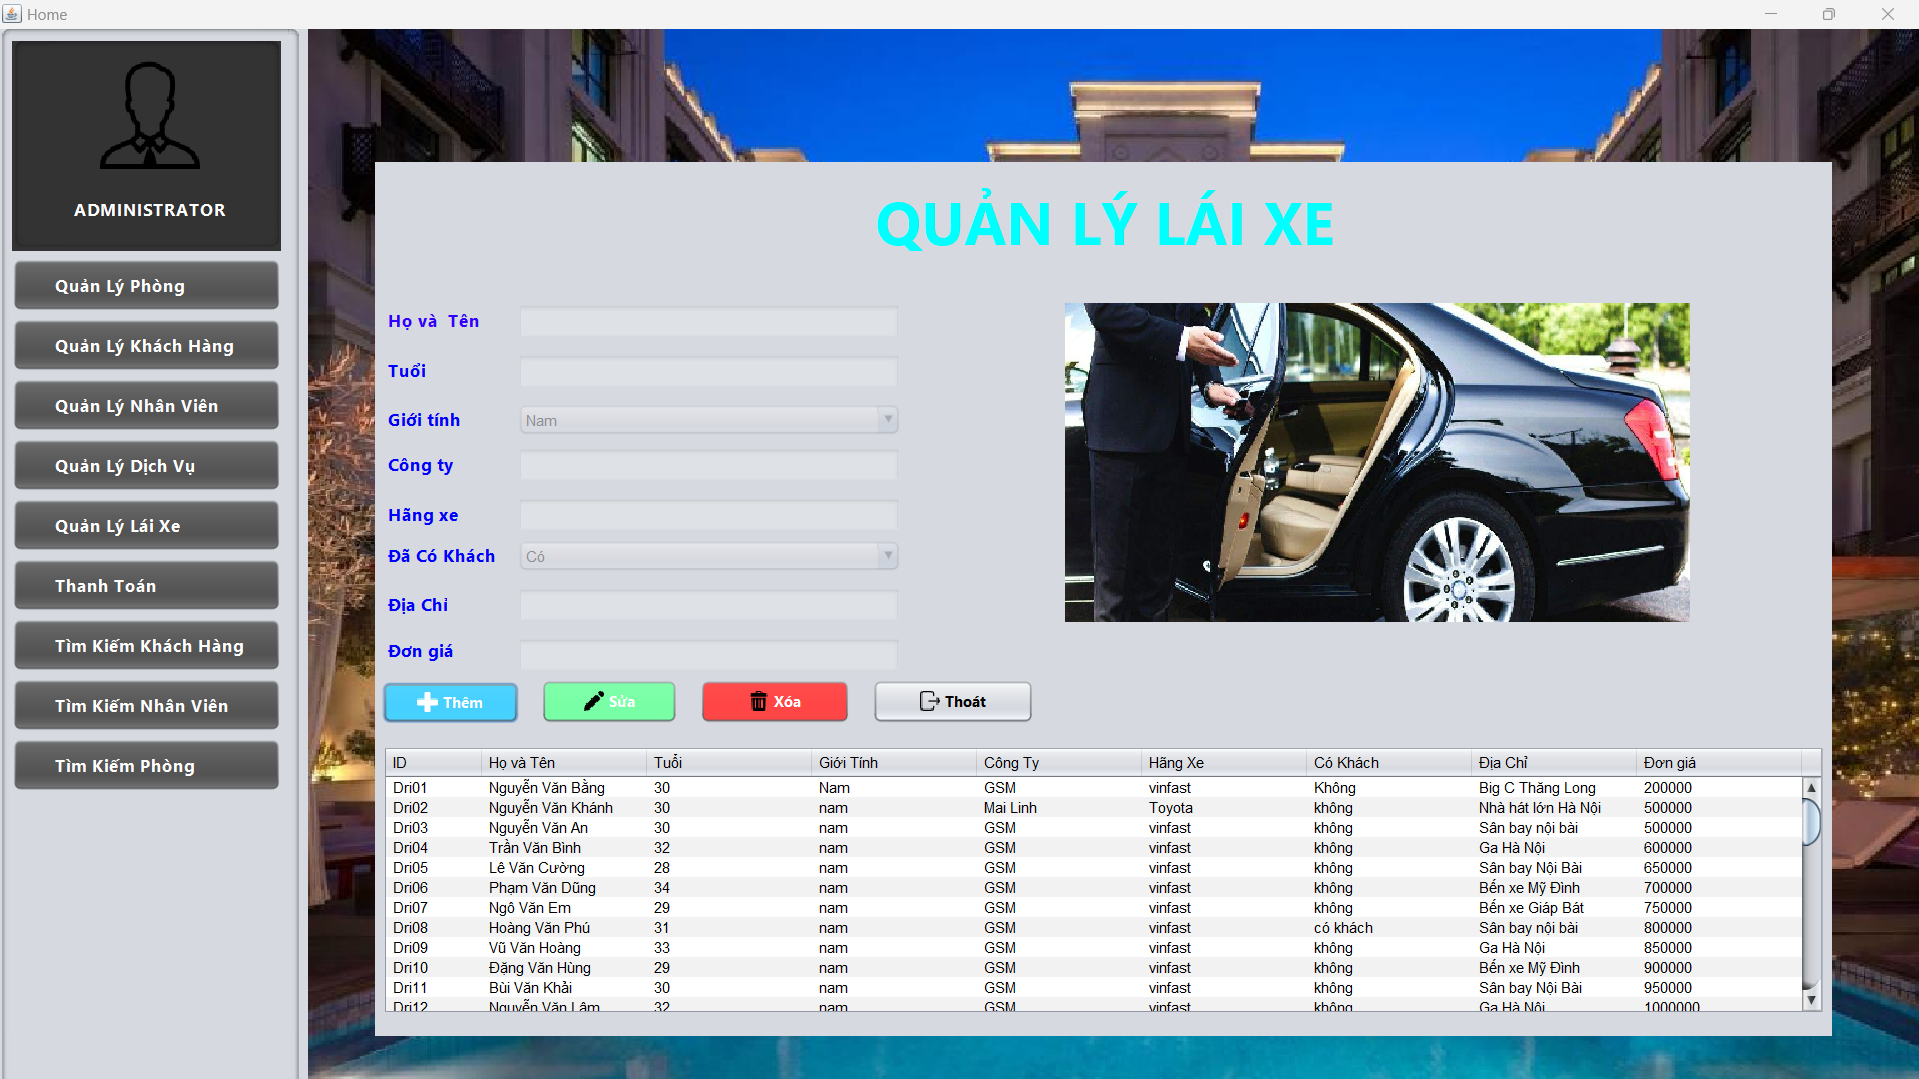 Home
ADMINISTRATOR
Quản Lý Phòng
Quản Lý Khách Hàng
Quản Lý Nhân Viên
Quản Lý Dịch Vụ
Quản Lý Lái Xe
Thanh Toán
Tìm Kiếm Khách Hàng
Tìm Kiếm Nhân Viên
Tìm Kiếm Phòng
QUẢN LÝ LÁI XE
Họ và Tên
Tuổi
Giới tính Nam
Công ty
Hãng xe
Đã Có Khách Có
Địa Chỉ
Đơn giá
Thêm Sửa Xóa Thoát
ID Họ và Tên Tuổi Giới Tính Công Ty Hãng Xe Có Khách Địa Chỉ Đơn giá
Dri01 Nguyễn Văn Bằng 30 Nam GSM vinfast Không Big C Thăng Long 200000
Dri02 Nguyễn Văn Khánh 30 nam Mai Linh Toyota không Nhà hát lớn Hà Nội 500000
Dri03 Nguyễn Văn An 30 nam GSM vinfast không Sân bay nội bài 500000
Dri04 Trần Văn Bình 32 nam GSM vinfast không Ga Hà Nội 600000
Dri05 Lê Văn Cường 28 nam GSM vinfast không Sân bay Nội Bài 650000
Dri06 Phạm Văn Dũng 34 nam GSM vinfast không Bến xe Mỹ Đình 700000
Dri07 Ngô Văn Em 29 nam GSM vinfast không Bến xe Giáp Bát 750000
Dri08 Hoàng Văn Phú 31 nam GSM vinfast có khách Sân bay nội bài 800000
Dri09 Vũ Văn Hoàng 33 nam GSM vinfast không Ga Hà Nội 850000
Dri10 Đặng Văn Hùng 29 nam GSM vinfast không Bến xe Mỹ Đình 900000
Dri11 Bùi Văn Khải 30 nam GSM vinfast không Sân bay Nội Bài 950000
Dri12 Nguyễn Văn Lâm 32 nam GSM vinfast không Ga Hà Nội 1000000